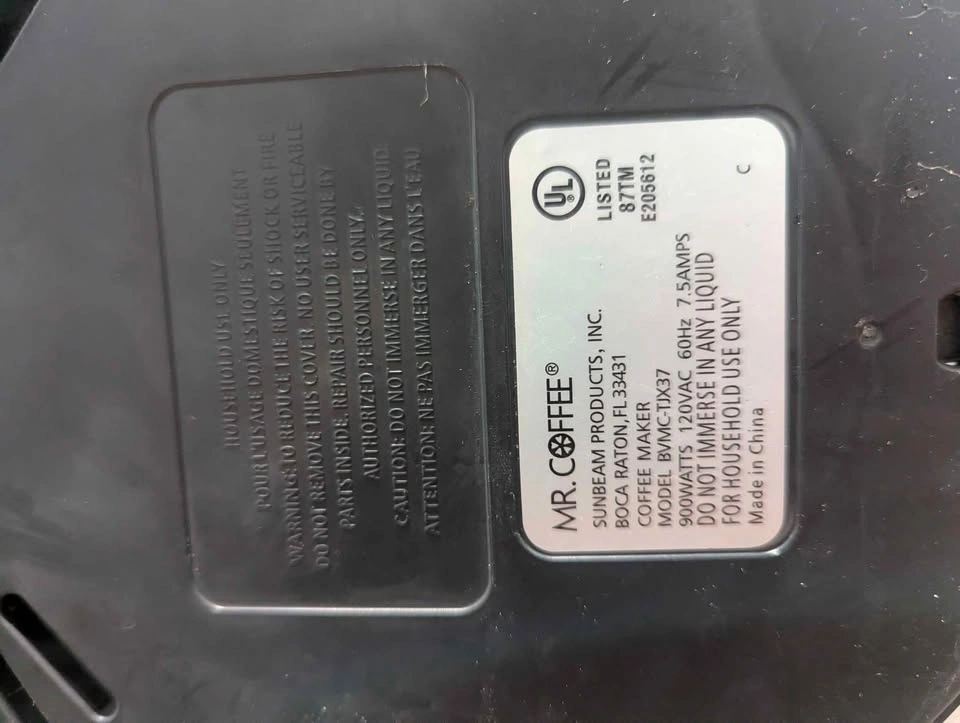 HOUSEHOLD USE ONLY
POUR L'USAGE DOMESTIQUE SEULEMENT
WARNING: TO REDUCE THE RISK OF SHOCK OR FIRE
DO NOT REMOVE THIS COVER. NO USER SERVICEABLE
PARTS INSIDE. REPAIR SHOULD BE DONE BY
AUTHORIZED PERSONNEL ONLY.
CAUTION: DO NOT IMMERSE IN ANY LIQUID.
ATTENTION: NE PAS IMMERGER DANS L'EAU
MR. COFFEE®
SUNBEAM PRODUCTS, INC.
BOCA RATON, FL 33431
COFFEE MAKER
MODEL BVMC-TJX37
900WATTS 120VAC 60Hz 7.5AMPS
DO NOT IMMERSE IN ANY LIQUID
FOR HOUSEHOLD USE ONLY
Made in China
UL®
LISTED
87TM
E205612
C